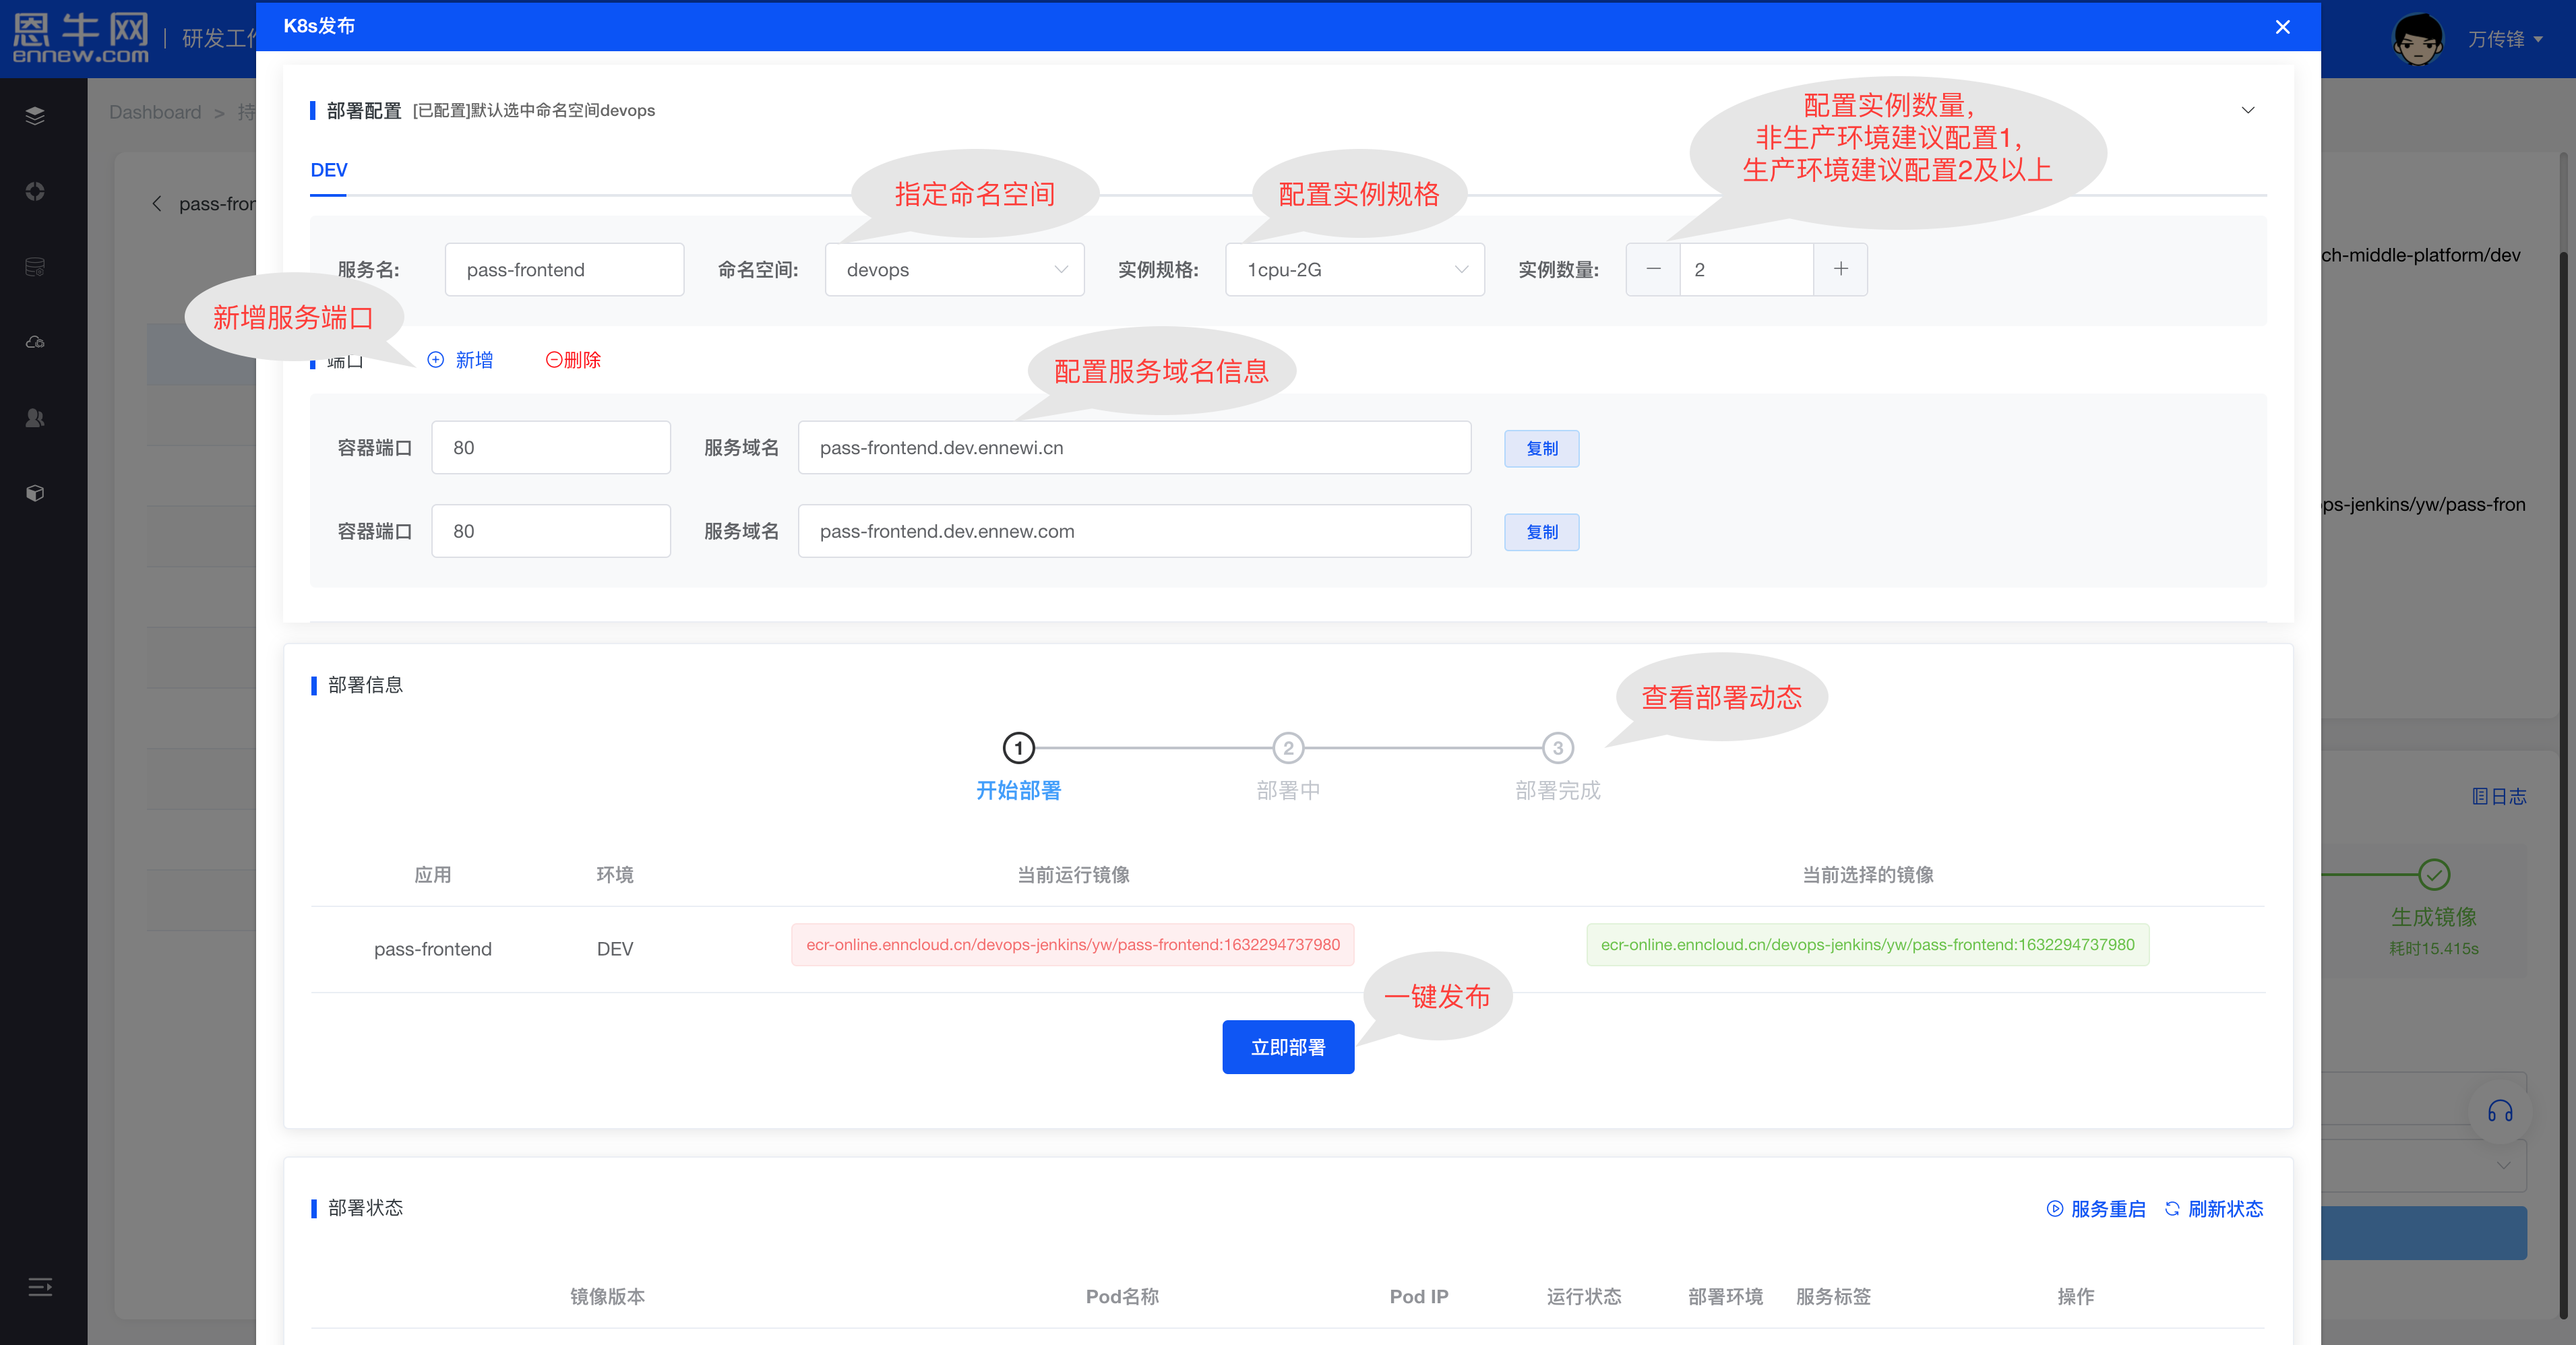 恩牛网
ennew.com
研发工作
K8s发布
万传锋
Dashboard > 持
pass-fron
部署配置 [已配置]默认选中命名空间devops
配置实例数量，
非生产环境建议配置1，
生产环境建议配置2及以上
DEV
指定命名空间
配置实例规格
服务名: pass-frontend 命名空间: devops 实例规格: 1cpu-2G 实例数量: 2
ch-middle-platform/dev
新增服务端口
端口 新增 删除
配置服务域名信息
容器端口 80 服务域名 pass-frontend.dev.ennewi.cn 复制
ps-jenkins/yw/pass-fron
容器端口 80 服务域名 pass-frontend.dev.ennew.com 复制
部署信息
查看部署动态
1 2 3
开始部署 部署中 部署完成
日志
应用 环境 当前运行镜像 当前选择的镜像
生成镜像
耗时15.415s
pass-frontend DEV ecr-online.enncloud.cn/devops-jenkins/yw/pass-frontend:1632294737980 ecr-online.enncloud.cn/devops-jenkins/yw/pass-frontend:1632294737980
一键发布
立即部署
部署状态 服务重启 刷新状态
镜像版本 Pod名称 Pod IP 运行状态 部署环境 服务标签 操作